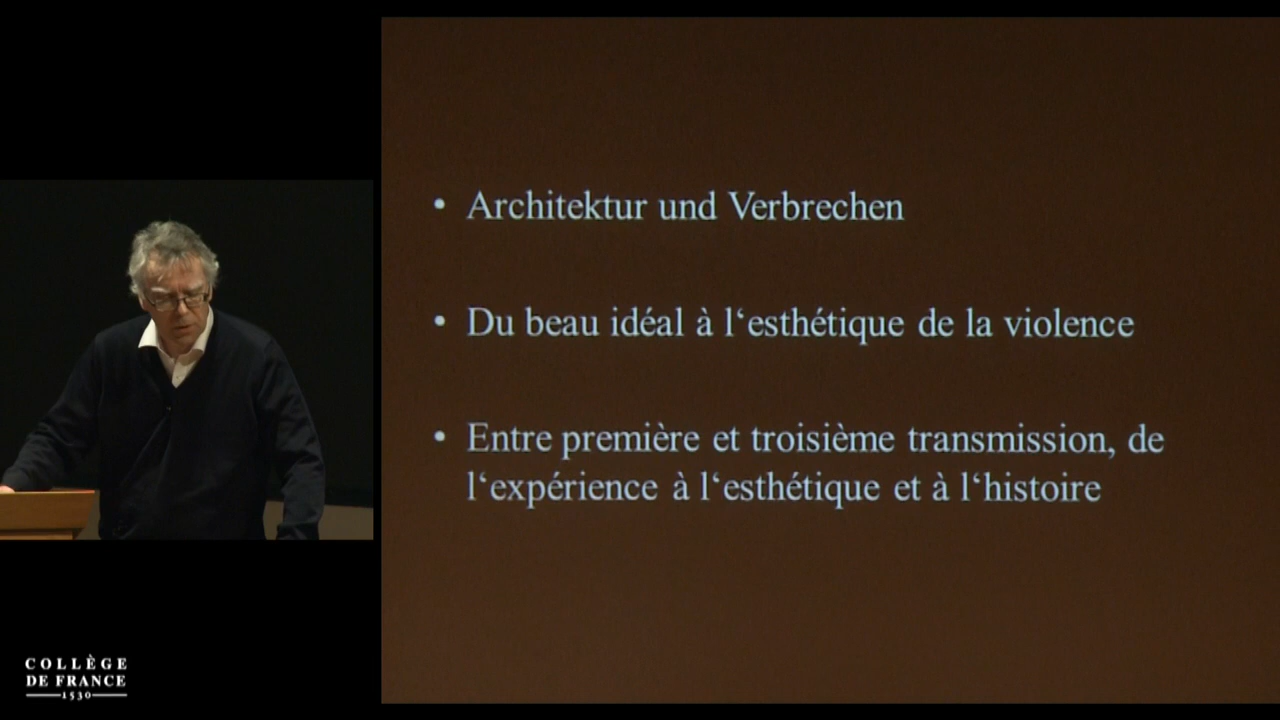 • Architektur und Verbrechen
• Du beau idéal à l‘esthétique de la violence
• Entre première et troisième transmission, de
l‘expérience à l‘esthétique et à l‘histoire
COLLÈGE
DE FRANCE
1530